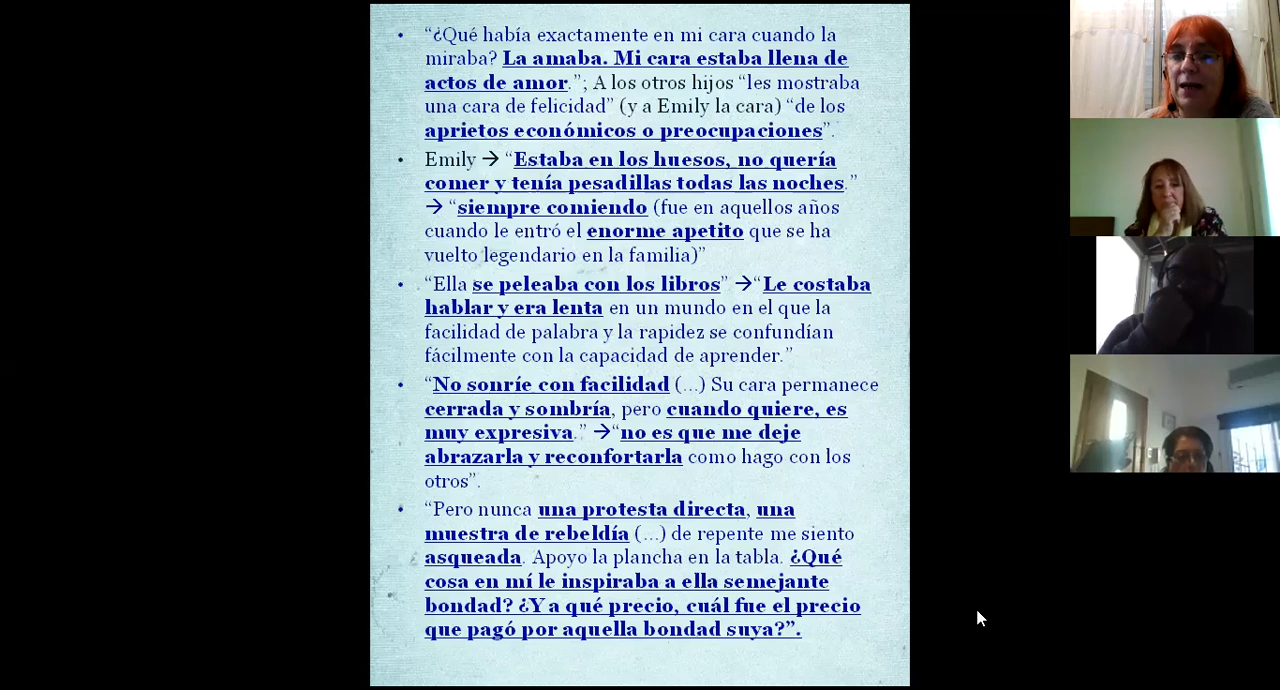 • “¿Qué había exactamente en mi cara cuando la
miraba? La amaba. Mi cara estaba llena de
actos de amor.”: A los otros hijos “les mostraba
una cara de felicidad” (y a Emily la cara) “de los
aprietos económicos o preocupaciones”.
• Emily → “Estaba en los huesos, no quería
comer y tenía pesadillas todas las noches.”
→ “siempre comiendo (fue en aquellos años
cuando le entró el enorme apetito que se ha
vuelto legendario en la familia)”
• “Ella se peleaba con los libros” →“Le costaba
hablar y era lenta en un mundo en el que la
facilidad de palabra y la rapidez se confundían
fácilmente con la capacidad de aprender.”
• “No sonríe con facilidad (…) Su cara permanece
cerrada y sombría, pero cuando quiere, es
muy expresiva.” →“no es que me deje
abrazarla y reconfortarla como hago con los
otros”.
• “Pero nunca una protesta directa, una
muestra de rebeldía (…) de repente me siento
asqueada. Apoyo la plancha en la tabla. ¿Qué
cosa en mí le inspiraba a ella semejante
bondad? ¿Y a qué precio, cuál fue el precio
que pagó por aquella bondad suya?”.